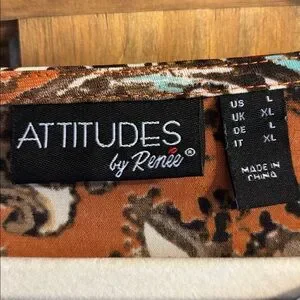 ATTITUDES
by Renée®
US L
UK XL
DE L
IT XL
MADE IN
CHINA